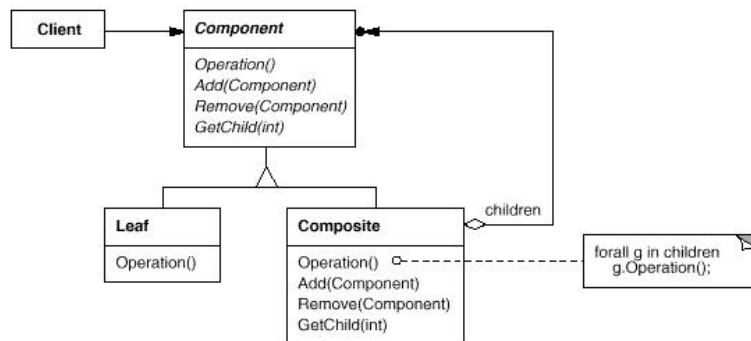 Client
Component
Operation()
Add(Component)
Remove(Component)
GetChild(int)
Leaf
Operation()
Composite
Operation()
Add(Component)
Remove(Component)
GetChild(int)
children
forall g in children
g.Operation();